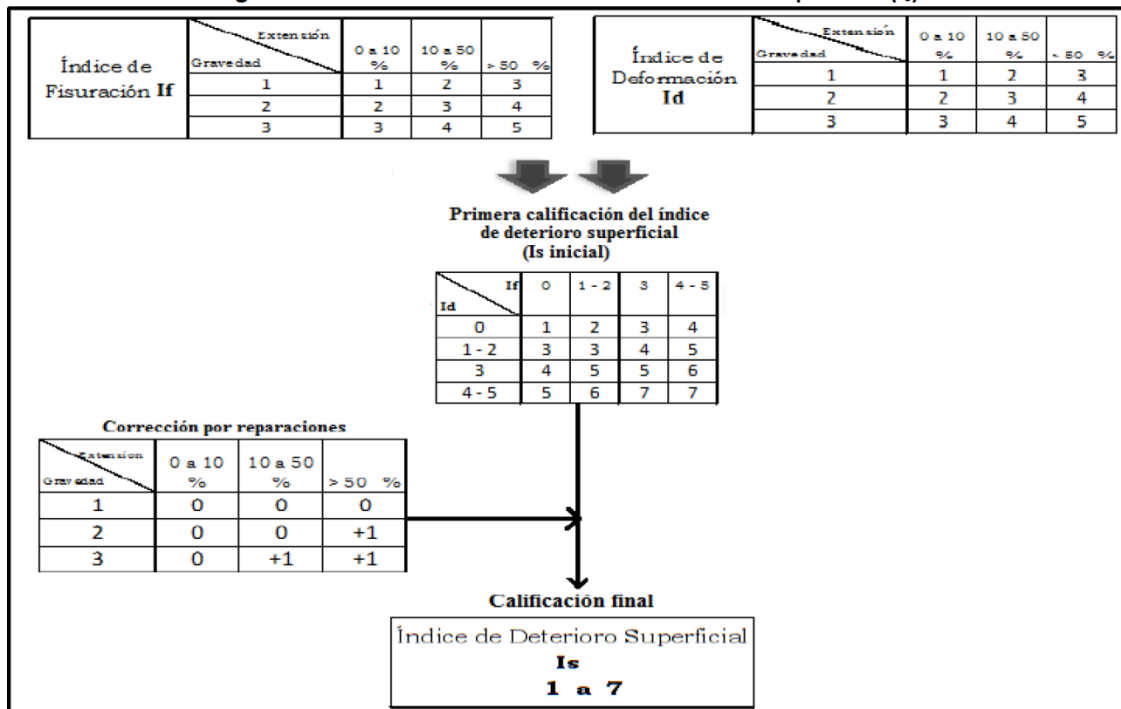 Índice de Fisuración If
Extensión
Gravedad
0 a 10 % 10 a 50 % > 50 %
1 1 2 3
2 2 3 4
3 3 4 5
Índice de Deformación Id
Extensión
Gravedad
0 a 10 % 10 a 50 % > 50 %
1 1 2 3
2 2 3 4
3 3 4 5
Primera calificación del índice
de deterioro superficial
(Is inicial)
If 0 1 - 2 3 4 - 5
Id
0 1 2 3 4
1 - 2 3 3 4 5
3 4 5 5 6
4 - 5 5 6 7 7
Corrección por reparaciones
Extension
Gravedad
0 a 10 % 10 a 50 % > 50 %
1 0 0 0
2 0 0 +1
3 0 +1 +1
Calificación final
Índice de Deterioro Superficial
Is
1 a 7